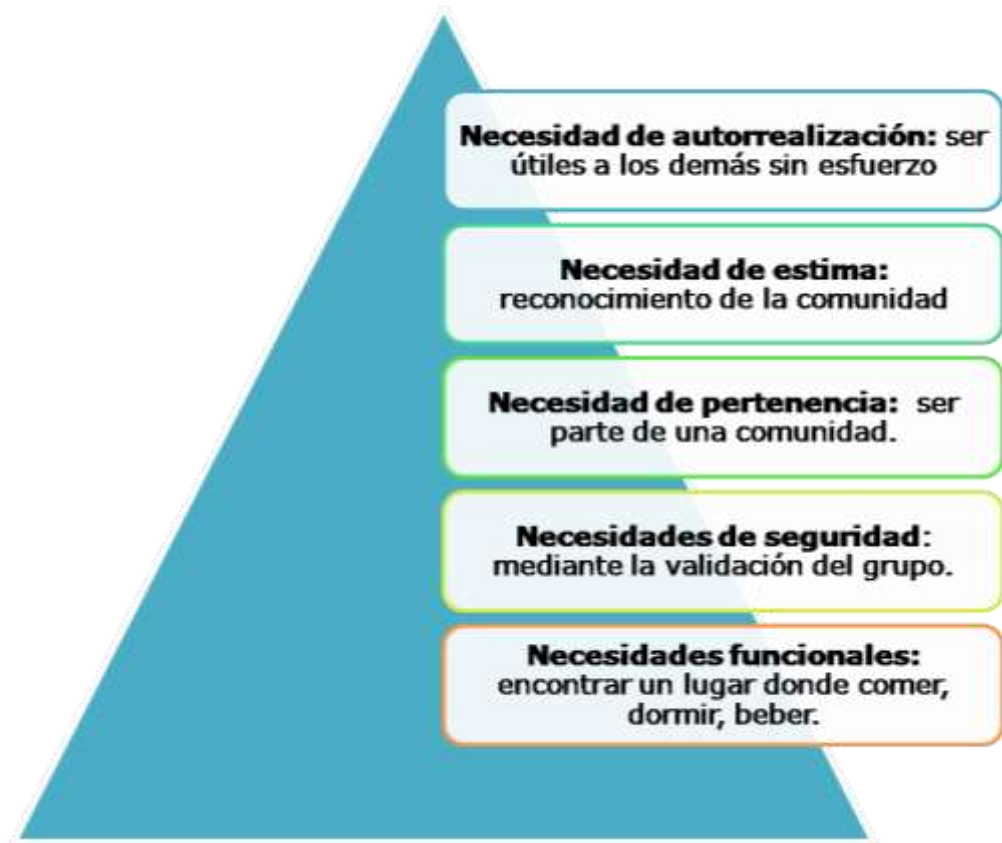 Necesidad de autorrealización: ser
útiles a los demás sin esfuerzo
Necesidad de estima:
reconocimiento de la comunidad
Necesidad de pertenencia:  ser
parte de una comunidad.
Necesidades de seguridad:
mediante la validación del grupo.
Necesidades funcionales:
encontrar un lugar donde comer,
dormir, beber.